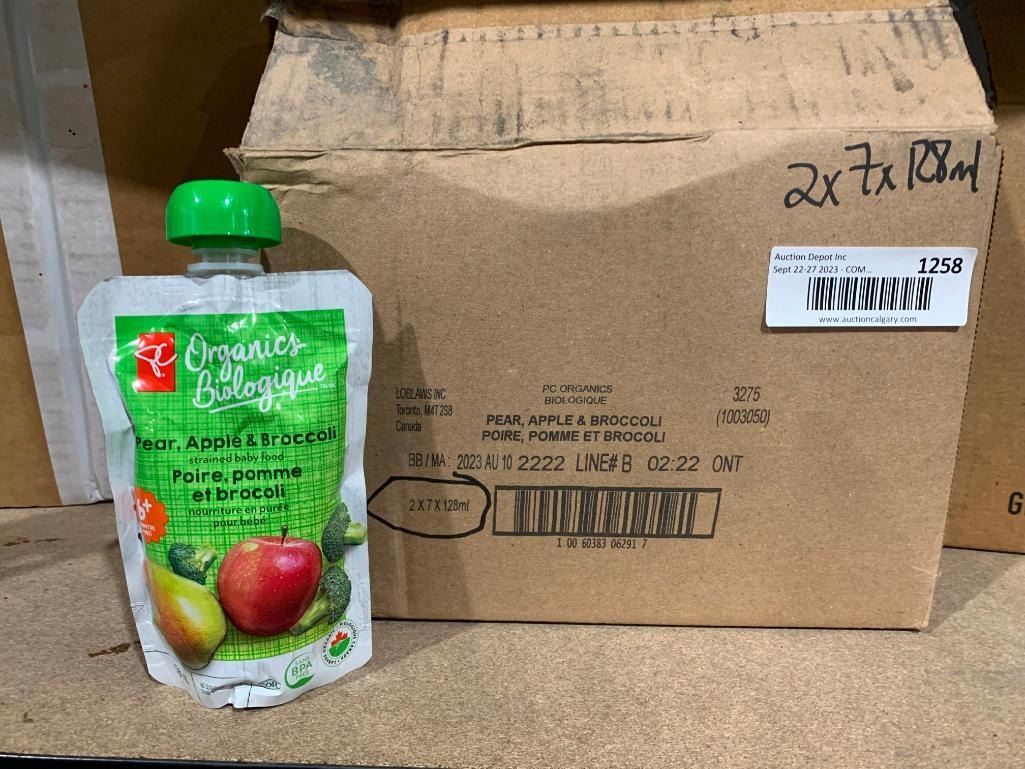 Organics
Biologique
Pear, Apple & Broccoli
strained baby food
Poire, pomme
et brocoli
nourriture en purée
pour bébé
6+
SANS
BPA
FREE
2x7x128ml
Auction Depot Inc
Sept 22-27 2023 - COM...
1258
www.auctioncalgary.com
LOBLAWS INC
Toronto, M4T 2S8
Canada
PC ORGANICS
BIOLOGIQUE
PEAR, APPLE & BROCCOLI
POIRE, POMME ET BROCOLI
3275
(1003050)
BB / MA : 2023 AU 10 2222 LINE# B 02:22 ONT
2 X 7 X 128ml
1 00 60383 06291 7
G